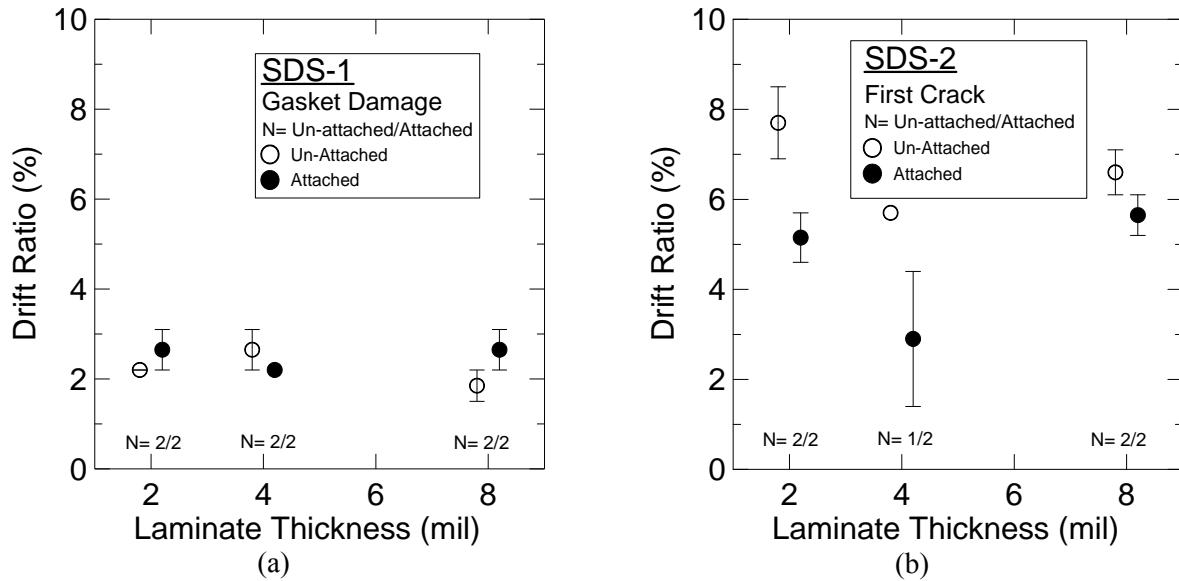 10
8
6
4
2
0
Drift Ratio (%)
SDS-1
Gasket Damage
N= Un-attached/Attached
Un-Attached
Attached
N= 2/2
N= 2/2
N= 2/2
2
4
6
8
Laminate Thickness (mil)
(a)
10
8
6
4
2
0
Drift Ratio (%)
SDS-2
First Crack
N= Un-attached/Attached
Un-Attached
Attached
N= 2/2
N= 1/2
N= 2/2
2
4
6
8
Laminate Thickness (mil)
(b)